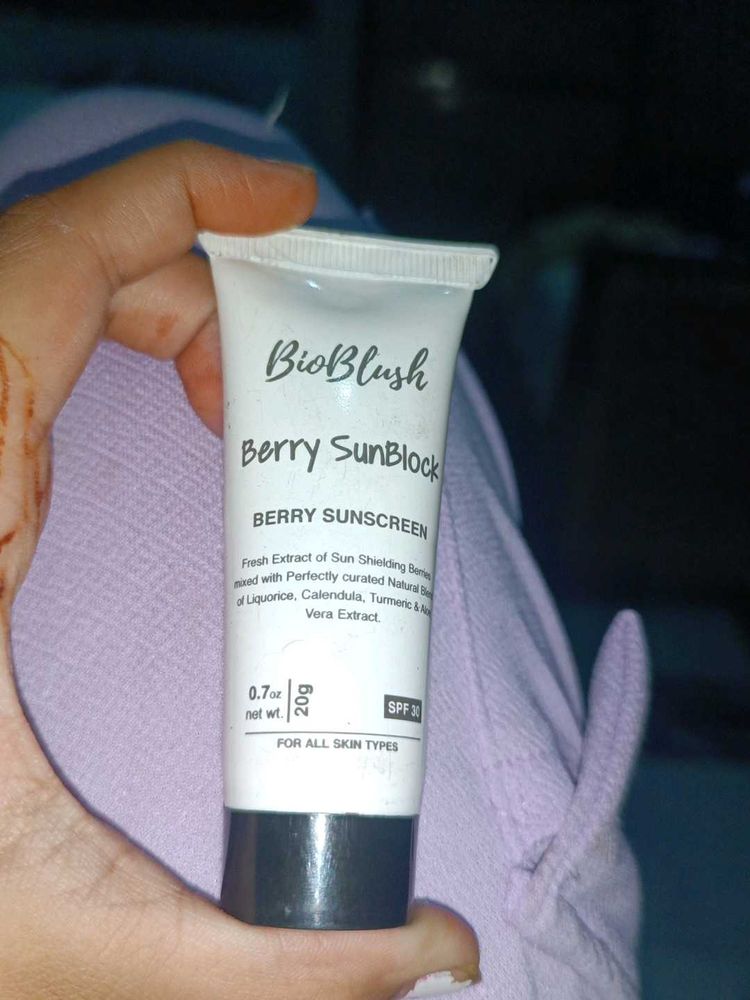 BioBlush
Berry SunBlock
BERRY SUNSCREEN
Fresh Extract of Sun Shielding Berries
mixed with Perfectly curated Natural Blend
of Liquorice, Calendula, Turmeric & Aloe
Vera Extract.
0.7oz
net wt.
20g
SPF 30
FOR ALL SKIN TYPES